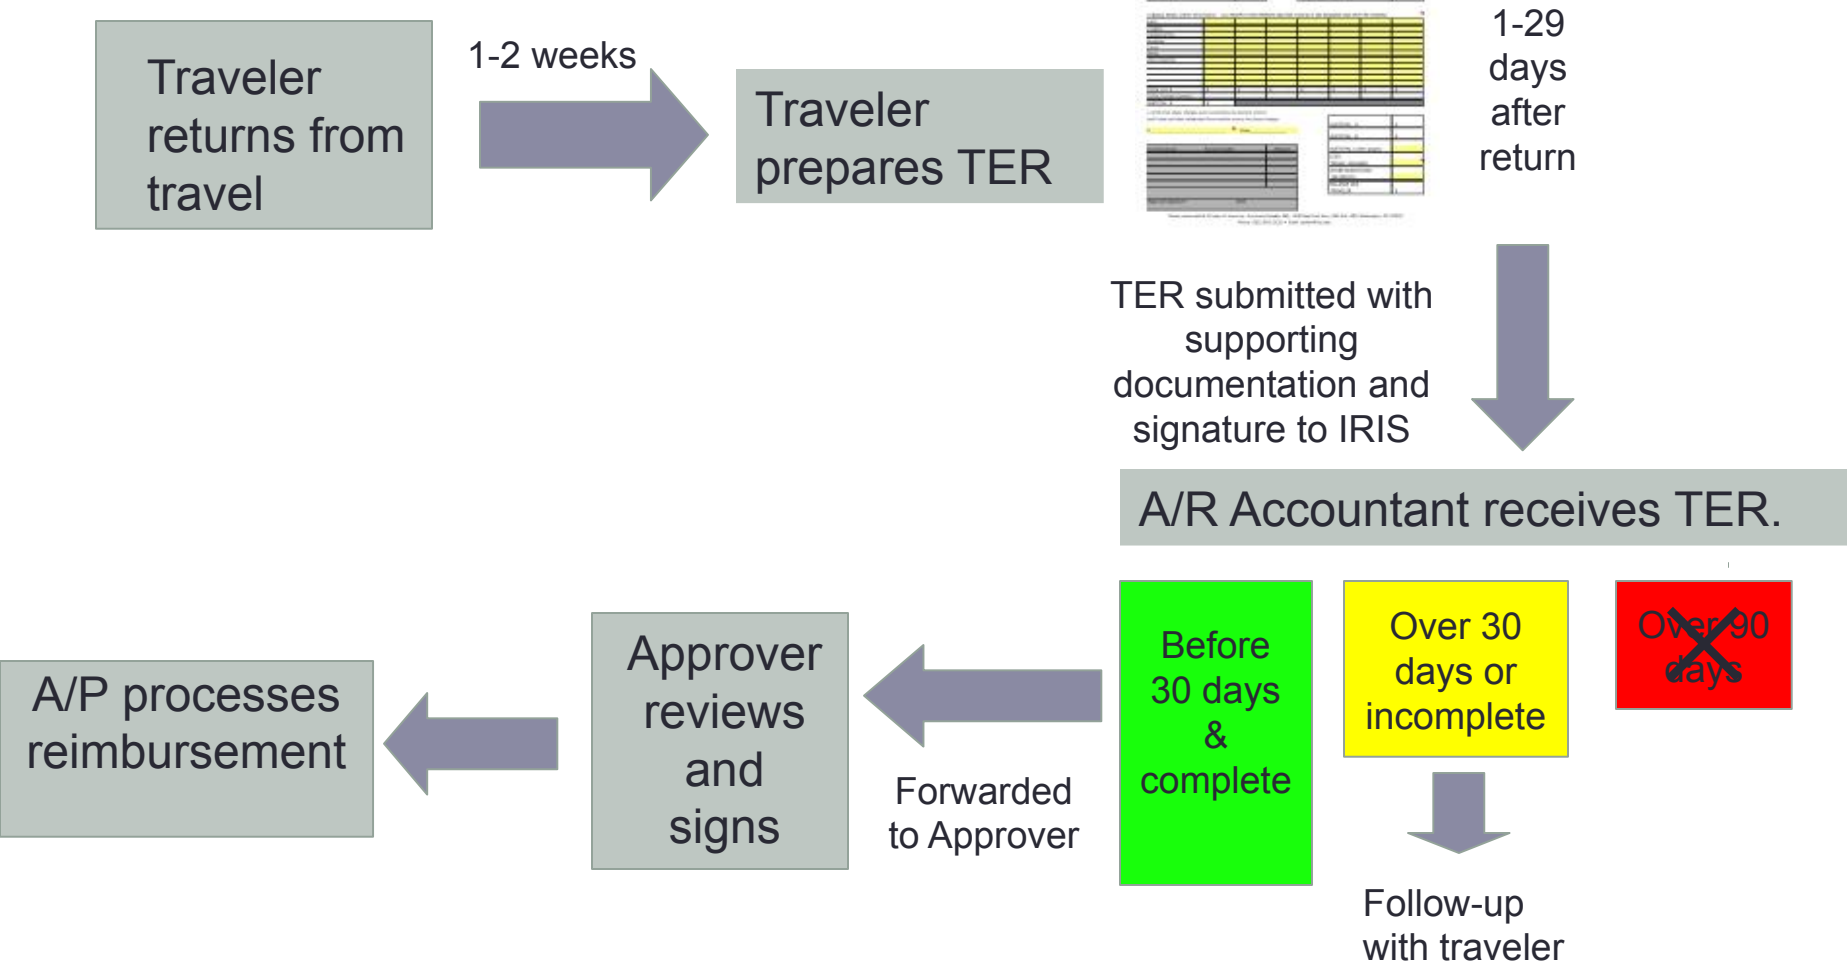 Traveler
returns from
travel
1-2 weeks
Traveler
prepares TER
1-29
days
after
return
TER submitted with
supporting
documentation and
signature to IRIS
A/R Accountant receives TER.
Before
30 days
&
complete
Over 30
days or
incomplete
Over 90
days
Forwarded
to Approver
Approver
reviews
and
signs
A/P processes
reimbursement
Follow-up
with traveler